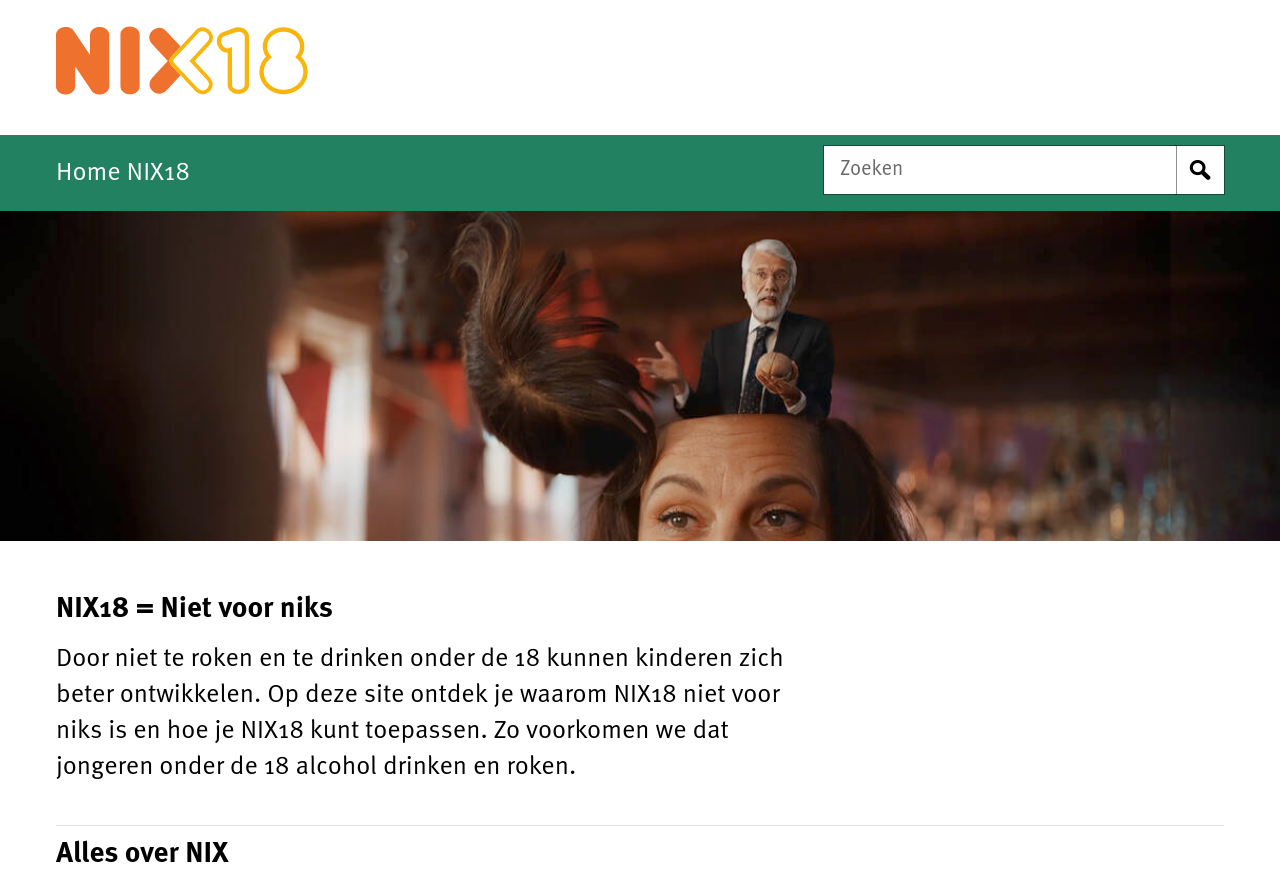 NIX18
Home NIX18
Zoeken
NIX18 = Niet voor niks
Door niet te roken en te drinken onder de 18 kunnen kinderen zich
beter ontwikkelen. Op deze site ontdek je waarom NIX18 niet voor
niks is en hoe je NIX18 kunt toepassen. Zo voorkomen we dat
jongeren onder de 18 alcohol drinken en roken.
Alles over NIX